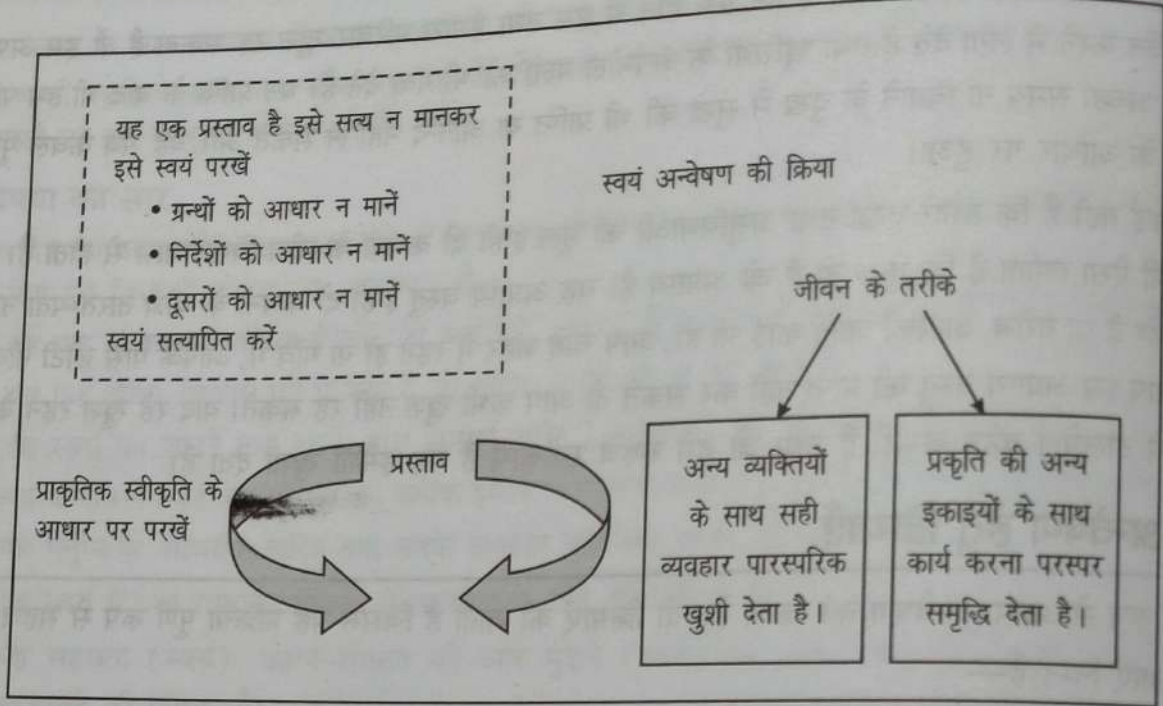 यह एक प्रस्ताव है इसे सत्य न मानकर
इसे स्वयं परखें
• ग्रन्थों को आधार न मानें
• निर्देशों को आधार न मानें
• दूसरों को आधार न मानें
स्वयं सत्यापित करें
स्वयं अन्वेषण की क्रिया
जीवन के तरीके
प्राकृतिक स्वीकृति के
आधार पर परखें
प्रस्ताव
अन्य व्यक्तियों
के साथ सही
व्यवहार पारस्परिक
खुशी देता है।
प्रकृति की अन्य
इकाइयों के साथ
कार्य करना परस्पर
समृद्धि देता है।